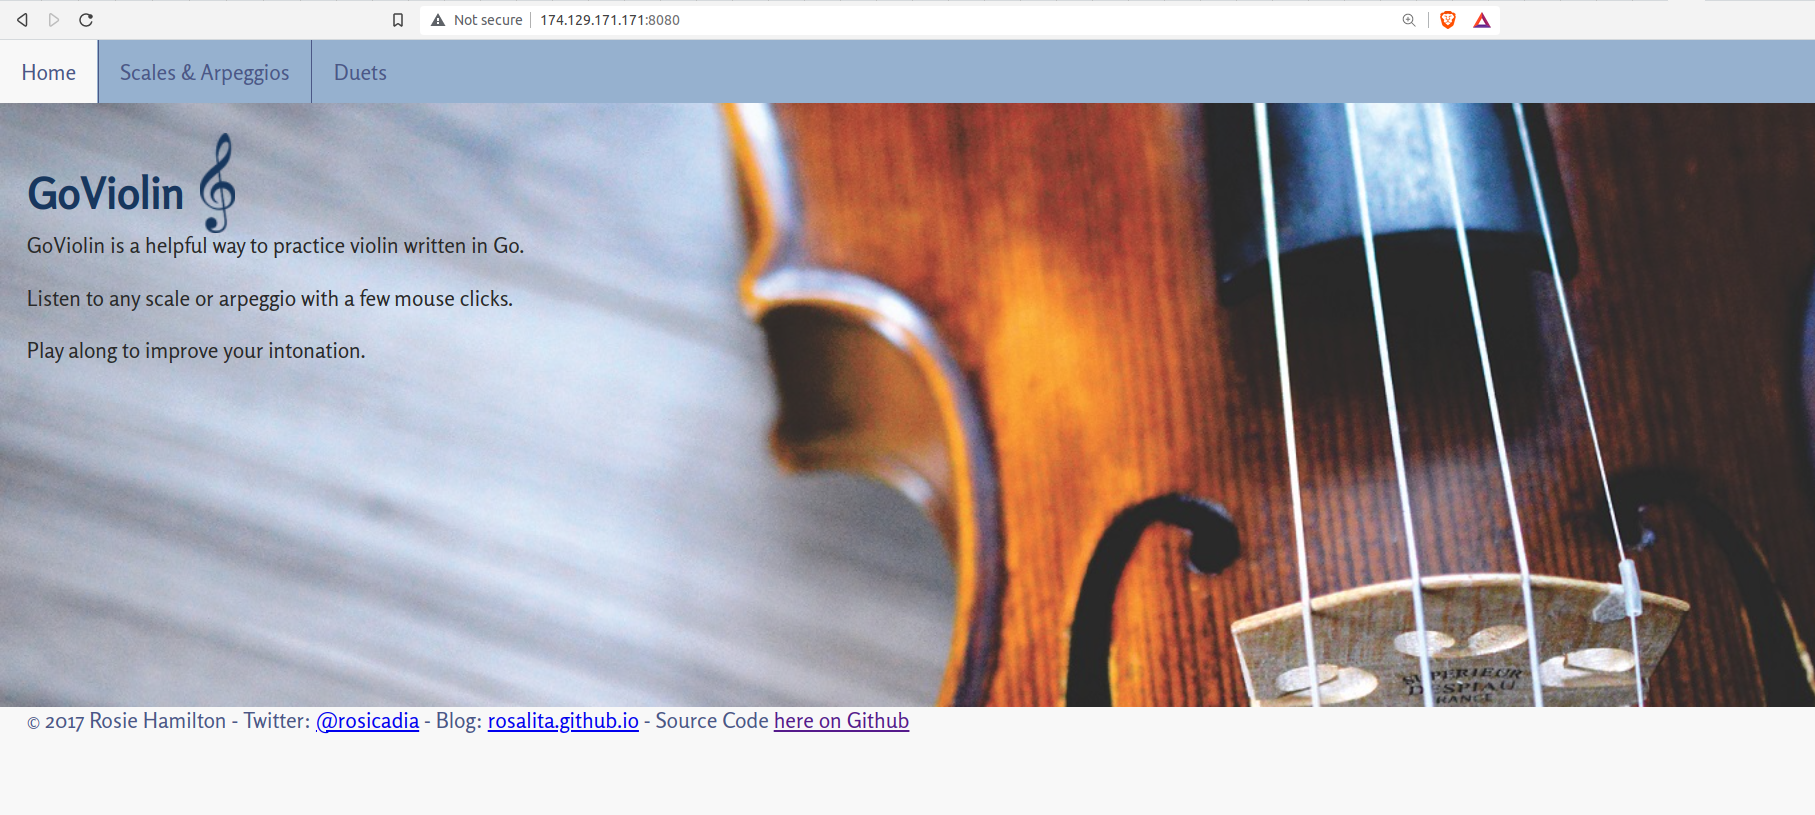 Not secure 174.129.171.171:8080
Home Scales & Arpeggios Duets
GoViolin
GoViolin is a helpful way to practice violin written in Go.
Listen to any scale or arpeggio with a few mouse clicks.
Play along to improve your intonation.
SUPERIEUR
DESPIAU
FRANCE
© 2017 Rosie Hamilton - Twitter: @rosicadia - Blog: rosalita.github.io - Source Code here on Github